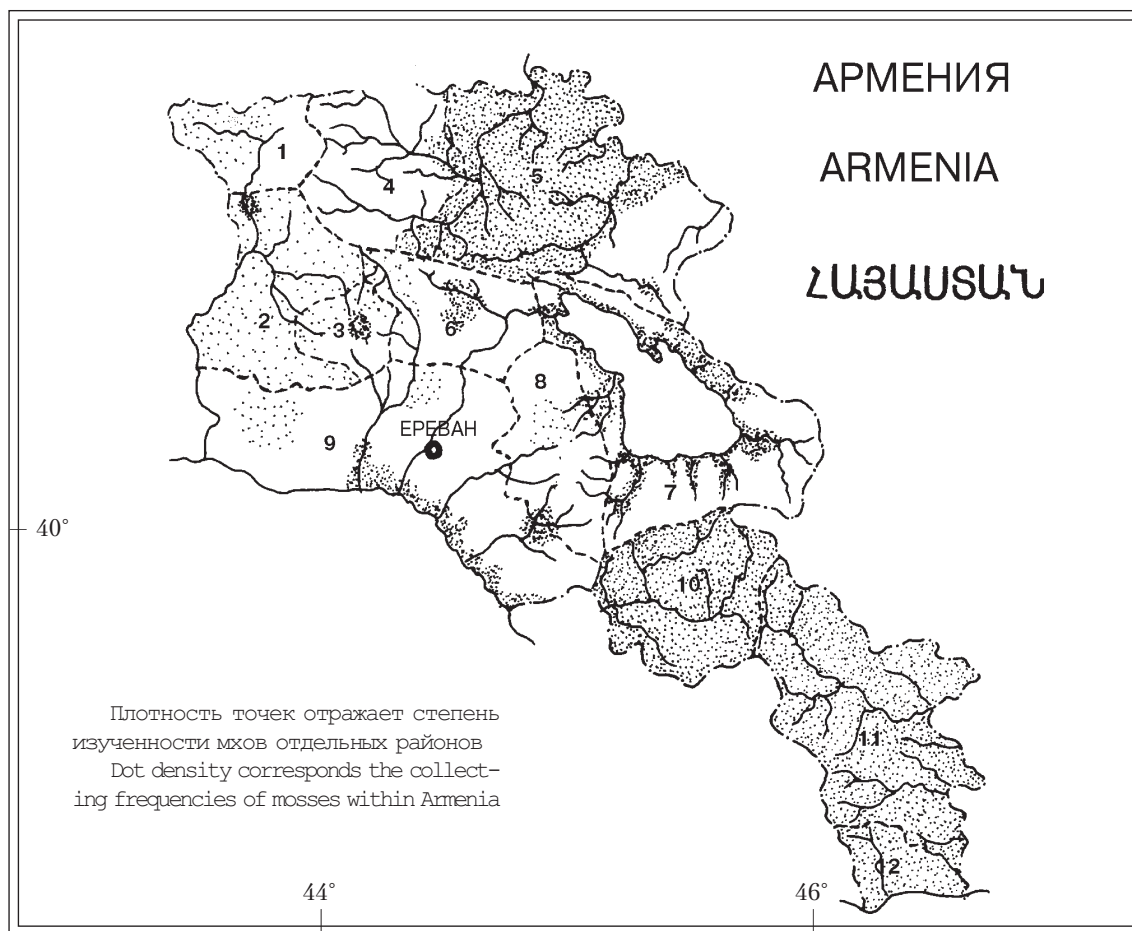 АРМЕНИЯ
ARMENIA
ՀԱՅԱՍՏԱՆ
1
4
5
2
3
6
8
ЕРЕВАН
9
7
40°
10
Плотность точек отражает степень
изученности мхов отдельных районов
Dot density corresponds the collect-
ing frequencies of mosses within Armenia
11
12
44°
46°